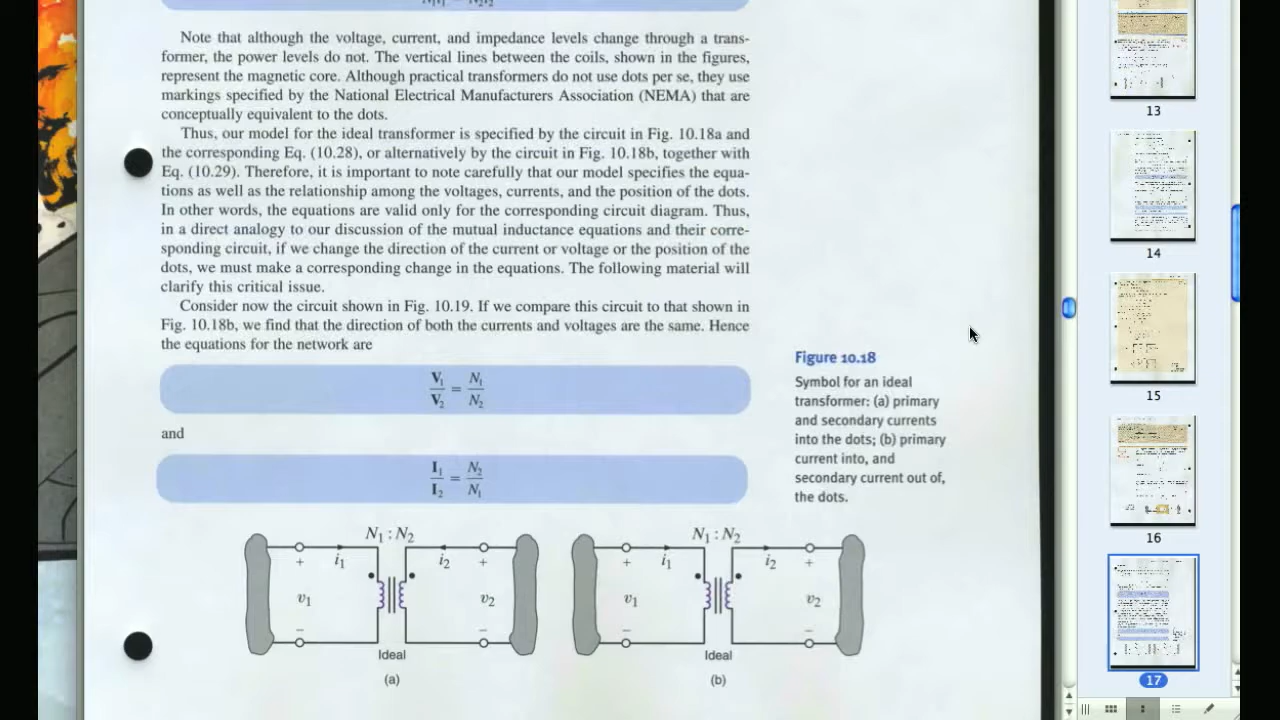 Note that although the voltage, current, and impedance levels change through a trans-
former, the power levels do not. The vertical lines between the coils, shown in the figures,
represent the magnetic core. Although practical transformers do not use dots per se, they use
markings specified by the National Electrical Manufacturers Association (NEMA) that are
conceptually equivalent to the dots.
Thus, our model for the ideal transformer is specified by the circuit in Fig. 10.18a and
the corresponding Eq. (10.28), or alternatively by the circuit in Fig. 10.18b, together with
Eq. (10.29). Therefore, it is important to note carefully that our model specifies the equa-
tions as well as the relationship among the voltages, currents, and the position of the dots.
In other words, the equations are valid only for the corresponding circuit diagram. Thus,
in a direct analogy to our discussion of the mutual inductance equations and their corre-
sponding circuit, if we change the direction of the current or voltage or the position of the
dots, we must make a corresponding change in the equations. The following material will
clarify this critical issue.
Consider now the circuit shown in Fig. 10.19. If we compare this circuit to that shown in
Fig. 10.18b, we find that the direction of both the currents and voltages are the same. Hence
the equations for the network are
V₁/V₂ = N₁/N₂
and
I₁/I₂ = N₂/N₁
Figure 10.18
Symbol for an ideal
transformer: (a) primary
and secondary currents
into the dots; (b) primary
current into, and
secondary current out of,
the dots.
N₁ : N₂
+ i₁ i₂ +
v₁ v₂
− −
Ideal
(a)
N₁ : N₂
+ i₁ i₂ +
v₁ v₂
− −
Ideal
(b)
13
14
15
16
17